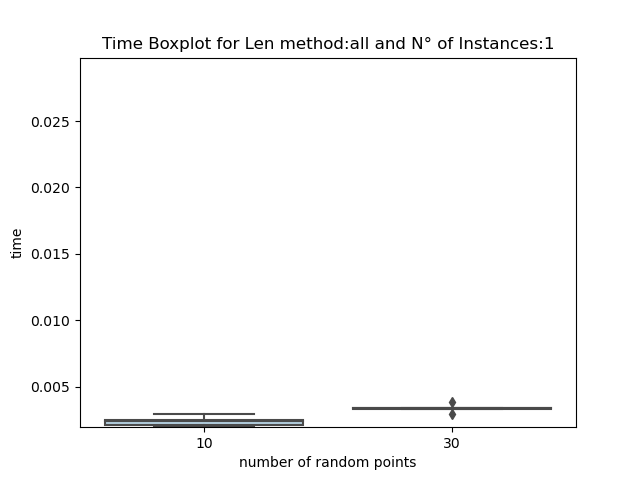 Time Boxplot for Len method:all and N° of Instances:1
0.025
0.020
0.015
0.010
0.005
time
10
30
number of random points